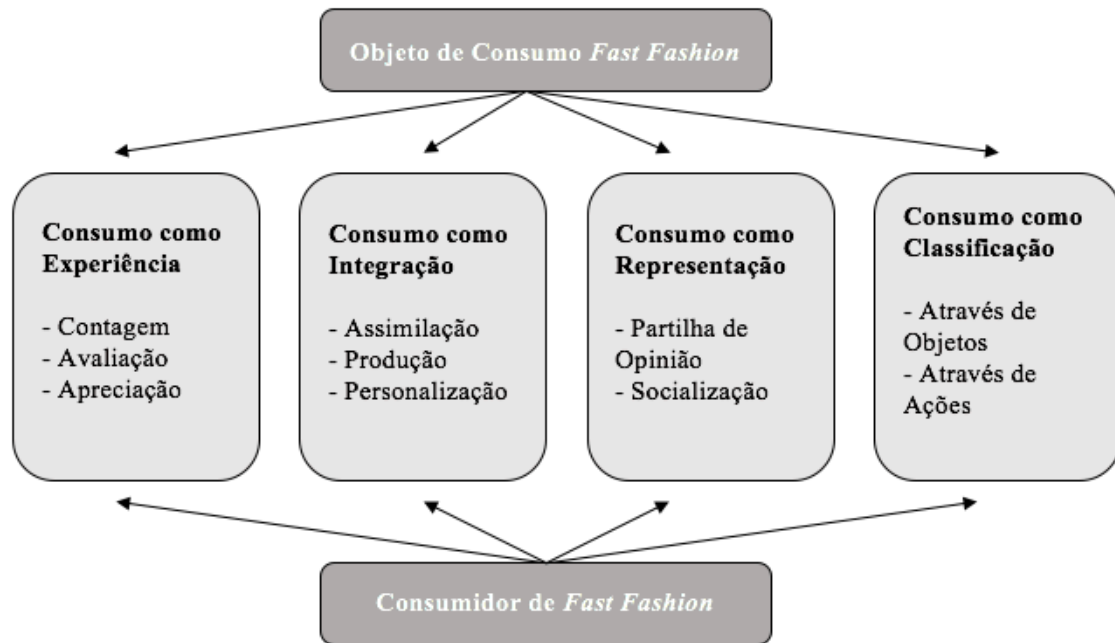 Objeto de Consumo Fast Fashion
Consumo como
Experiência
- Contagem
- Avaliação
- Apreciação
Consumo como
Integração
- Assimilação
- Produção
- Personalização
Consumo como
Representação
- Partilha de
Opinião
- Socialização
Consumo como
Classificação
- Através de
Objetos
- Através de
Ações
Consumidor de Fast Fashion